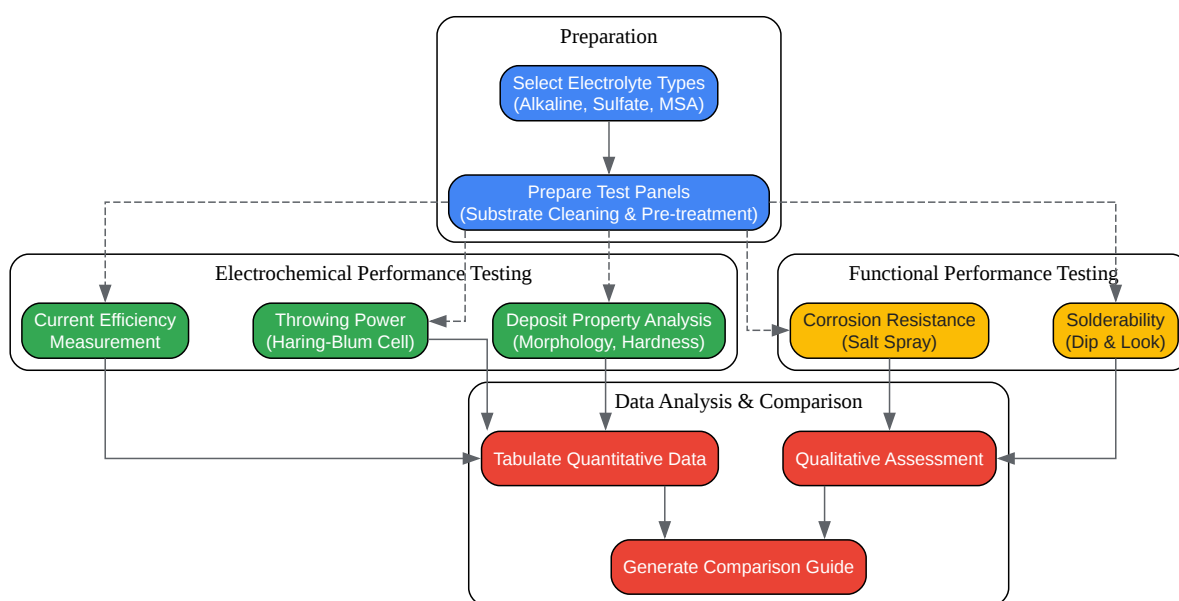 Preparation
Select Electrolyte Types
(Alkaline, Sulfate, MSA)
Prepare Test Panels
(Substrate Cleaning & Pre-treatment)
Electrochemical Performance Testing
Current Efficiency
Measurement
Throwing Power
(Haring-Blum Cell)
Deposit Property Analysis
(Morphology, Hardness)
Functional Performance Testing
Corrosion Resistance
(Salt Spray)
Solderability
(Dip & Look)
Data Analysis & Comparison
Tabulate Quantitative Data
Qualitative Assessment
Generate Comparison Guide